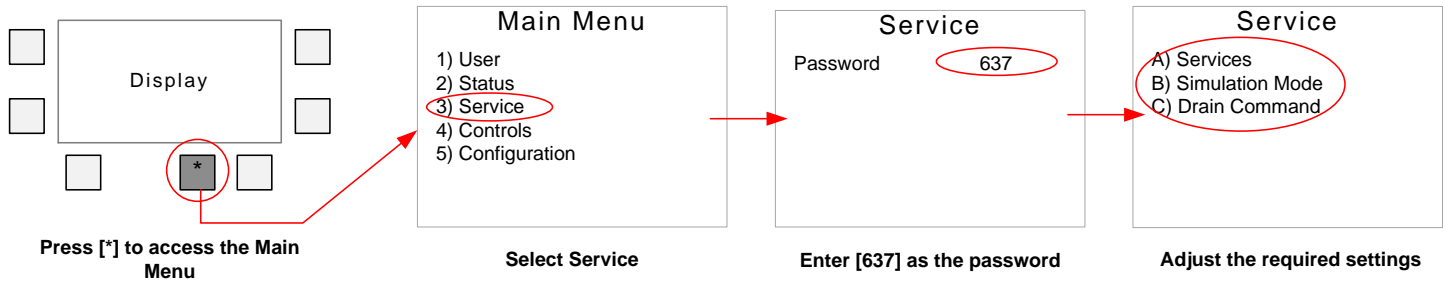 Display
*
Press [*] to access the Main
Menu
Main Menu
1) User
2) Status
3) Service
4) Controls
5) Configuration
Select Service
Service
Password 637
Enter [637] as the password
Service
A) Services
B) Simulation Mode
C) Drain Command
Adjust the required settings